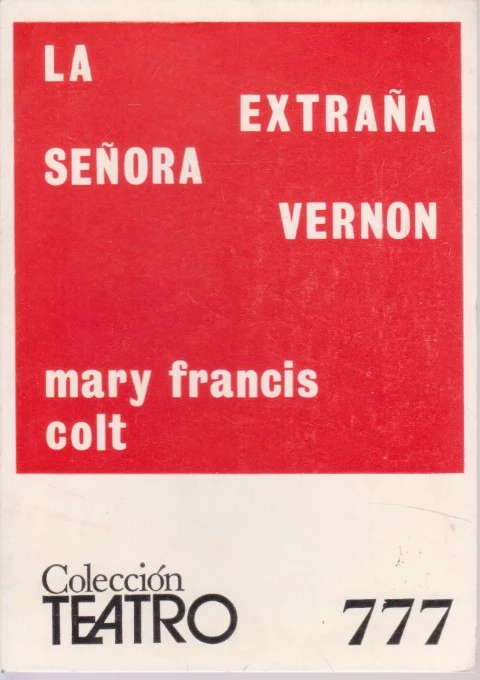 LA
EXTRAÑA
SEÑORA
VERNON
mary francis
colt
Colección
TEATRO 777